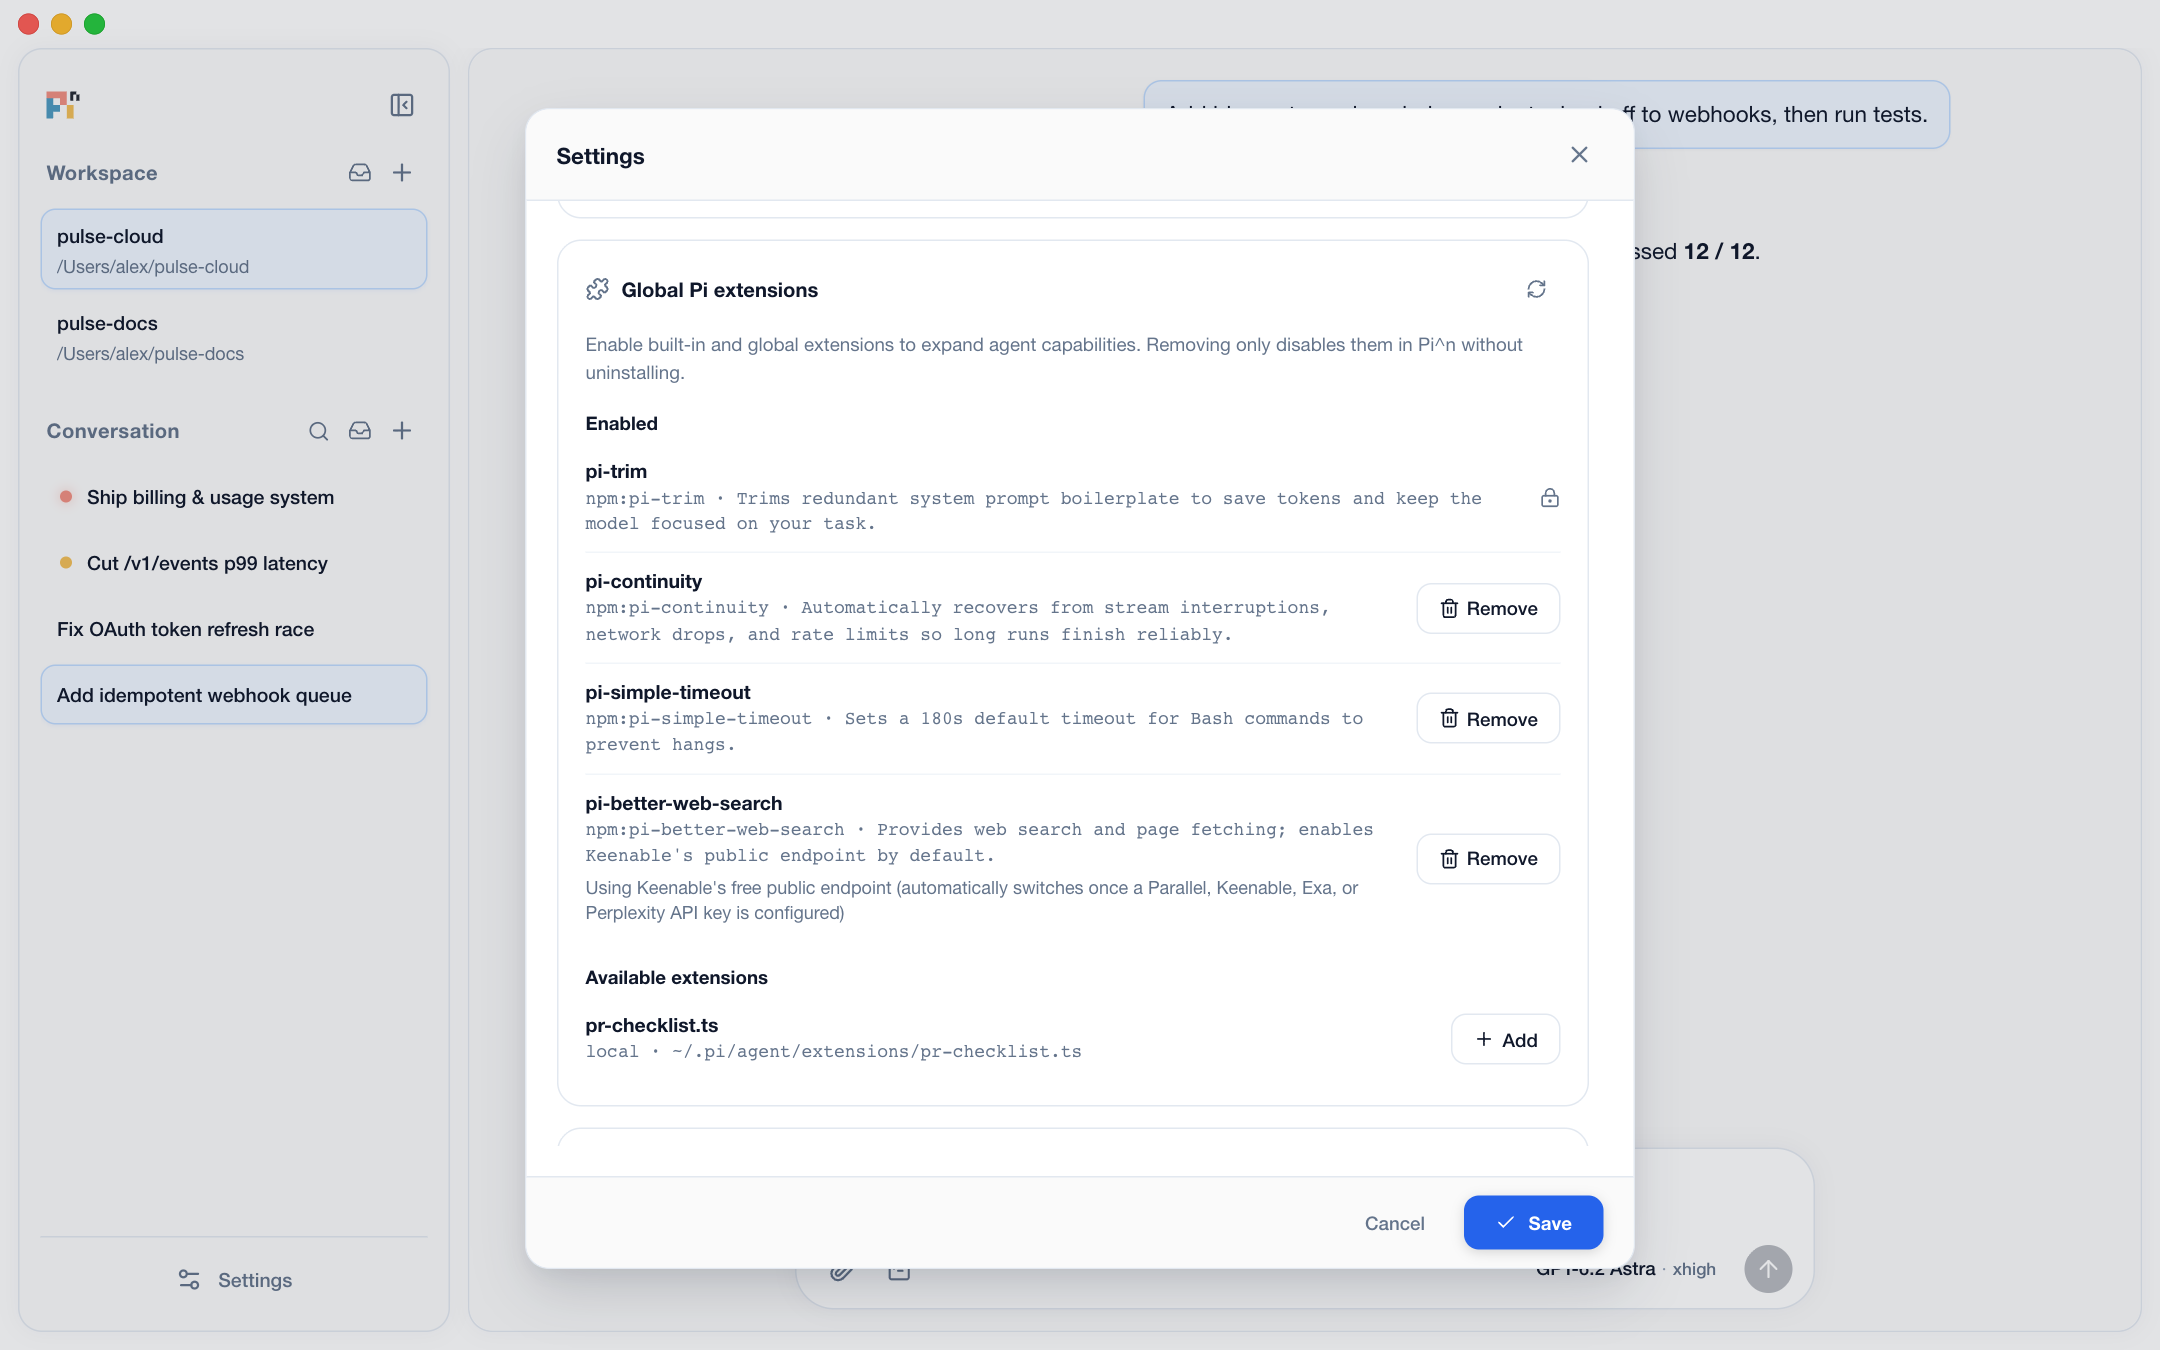 Workspace
pulse-cloud
/Users/alex/pulse-cloud
pulse-docs
/Users/alex/pulse-docs
Conversation
Ship billing & usage system
Cut /v1/events p99 latency
Fix OAuth token refresh race
Add idempotent webhook queue
Settings
to webhooks, then run tests.
12 / 12.
Settings
Global Pi extensions
Enable built-in and global extensions to expand agent capabilities. Removing only disables them in Pi^n without
uninstalling.
Enabled
pi-trim
npm:pi-trim · Trims redundant system prompt boilerplate to save tokens and keep the
model focused on your task.
pi-continuity
npm:pi-continuity · Automatically recovers from stream interruptions,
network drops, and rate limits so long runs finish reliably.
Remove
pi-simple-timeout
npm:pi-simple-timeout · Sets a 180s default timeout for Bash commands to
prevent hangs.
Remove
pi-better-web-search
npm:pi-better-web-search · Provides web search and page fetching; enables
Keenable's public endpoint by default.
Using Keenable's free public endpoint (automatically switches once a Parallel, Keenable, Exa, or
Perplexity API key is configured)
Remove
Available extensions
pr-checklist.ts
local · ~/.pi/agent/extensions/pr-checklist.ts
Add
Cancel
Save
Astra · xhigh